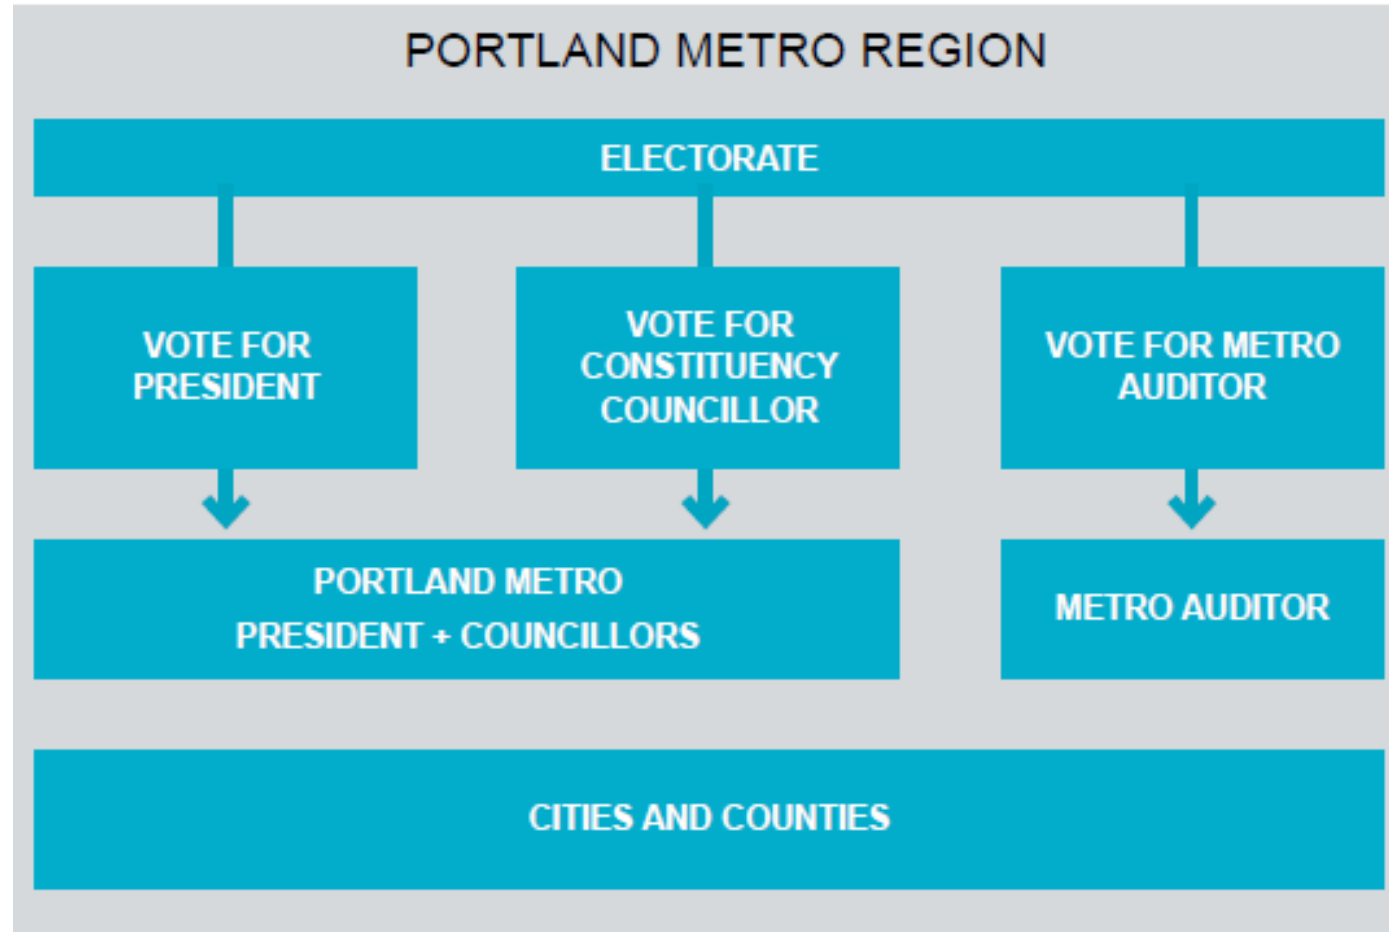 PORTLAND METRO REGION
ELECTORATE
VOTE FOR
PRESIDENT
VOTE FOR
CONSTITUENCY
COUNCILLOR
VOTE FOR METRO
AUDITOR
PORTLAND METRO
PRESIDENT + COUNCILLORS
METRO AUDITOR
CITIES AND COUNTIES